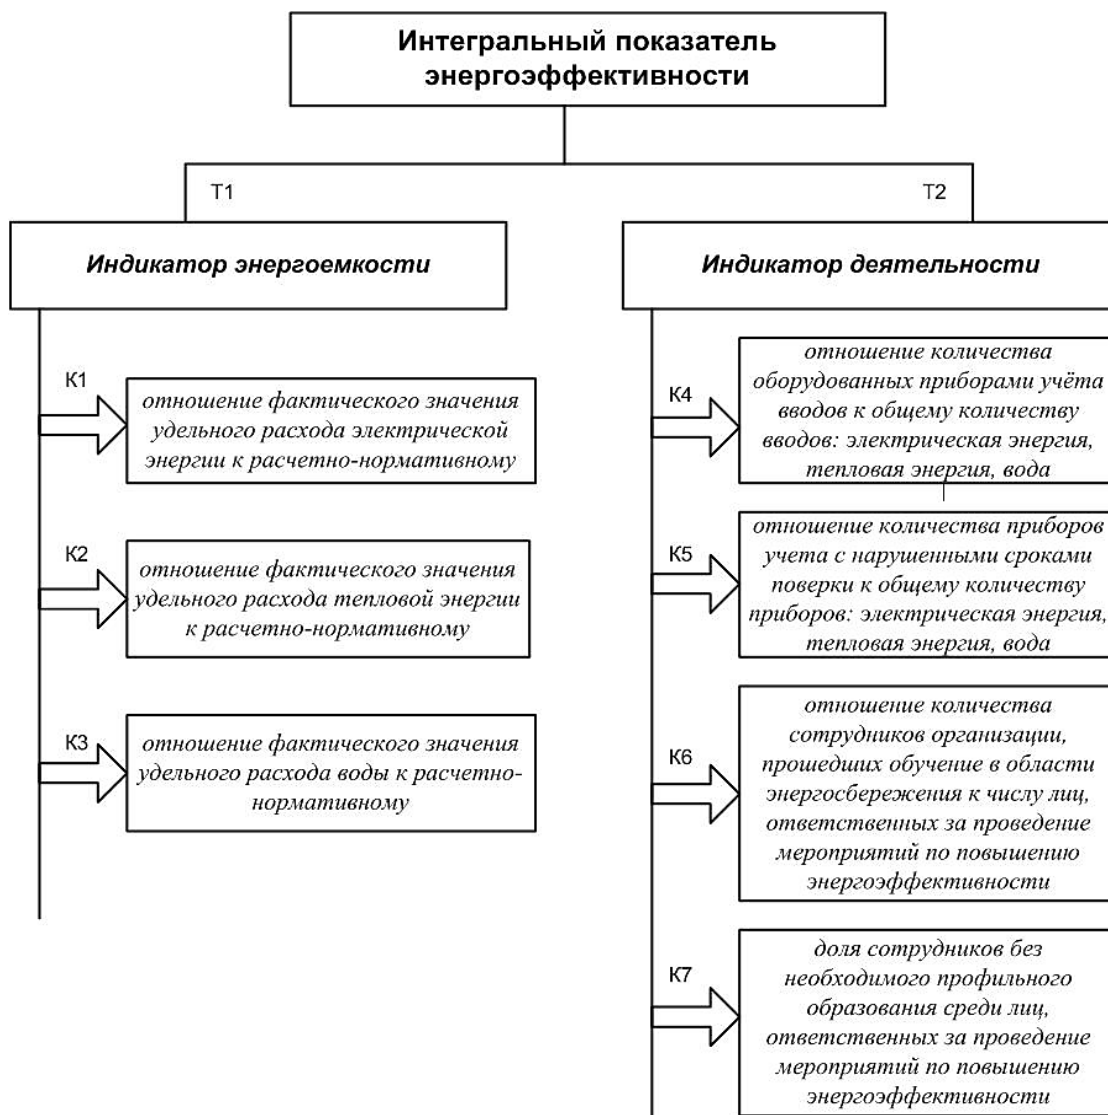 Интегральный показатель
энергоэффективности
Т1
Т2
Индикатор энергоемкости
Индикатор деятельности
К1
отношение фактического значения
удельного расхода электрической
энергии к расчетно-нормативному
К2
отношение фактического значения
удельного расхода тепловой энергии
к расчетно-нормативному
К3
отношение фактического значения
удельного расхода воды к расчетно-
нормативному
К4
отношение количества
оборудованных приборами учёта
вводов к общему количеству
вводов: электрическая энергия,
тепловая энергия, вода
К5
отношение количества приборов
учета с нарушенными сроками
поверки к общему количеству
приборов: электрическая энергия,
тепловая энергия, вода
К6
отношение количества
сотрудников организации,
прошедших обучение в области
энергосбережения к числу лиц,
ответственных за проведение
мероприятий по повышению
энергоэффективности
К7
доля сотрудников без
необходимого профильного
образования среди лиц,
ответственных за проведение
мероприятий по повышению
энергоэффективности